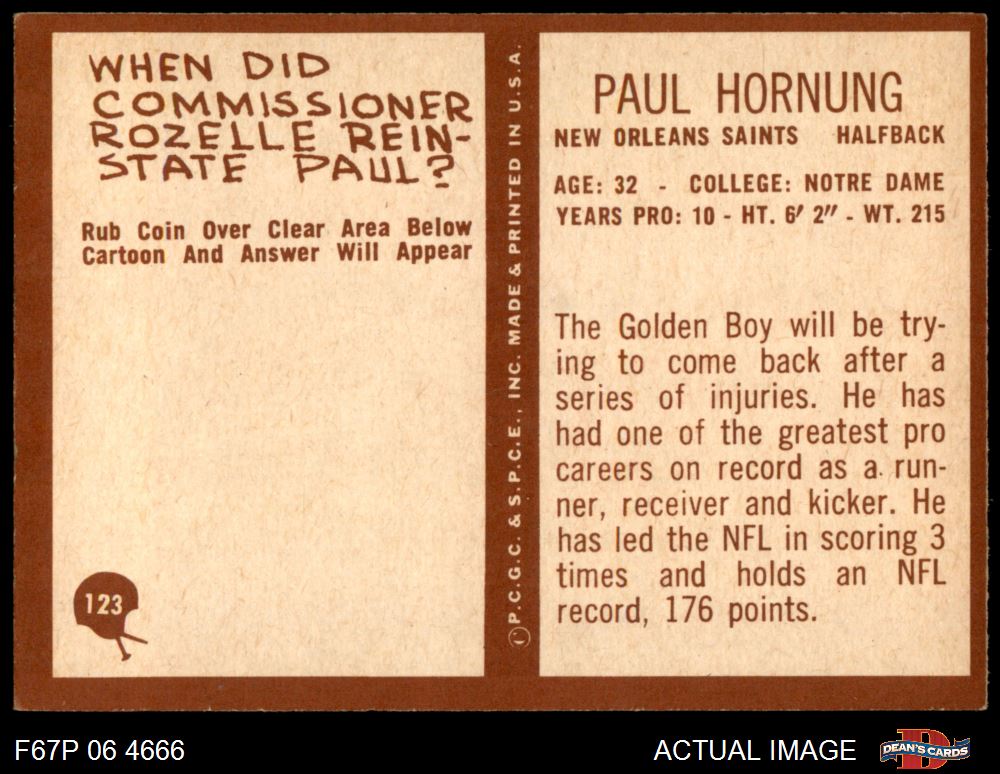 WHEN DID
COMMISSIONER
ROZELLE REIN-
STATE PAUL?
Rub Coin Over Clear Area Below
Cartoon And Answer Will Appear
123
©P.C.G.C. & S.P.C.E., INC. MADE & PRINTED IN U.S.A.
PAUL HORNUNG
NEW ORLEANS SAINTS HALFBACK
AGE: 32 - COLLEGE: NOTRE DAME
YEARS PRO: 10 - HT. 6' 2" - WT. 215
The Golden Boy will be try-
ing to come back after a
series of injuries. He has
had one of the greatest pro
careers on record as a run-
ner, receiver and kicker. He
has led the NFL in scoring 3
times and holds an NFL
record, 176 points.
F67P 06 4666
ACTUAL IMAGE
DEAN'S CARDS